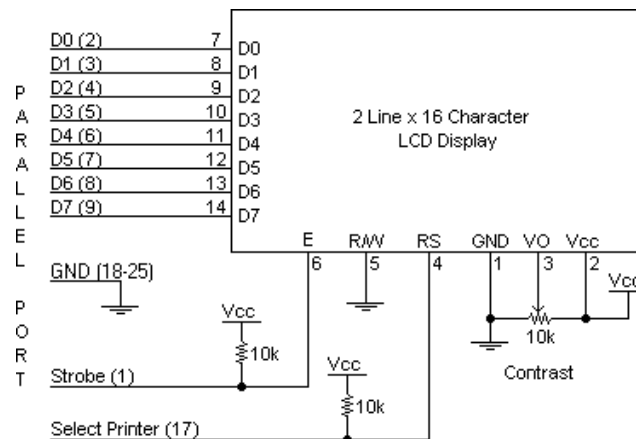 D0 (2) 7 D0
D1 (3) 8 D1
D2 (4) 9 D2
D3 (5) 10 D3
D4 (6) 11 D4
D5 (7) 12 D5
D6 (8) 13 D6
D7 (9) 14 D7
PARALLEL PORT
2 Line x 16 Character
LCD Display
E R/W RS GND VO Vcc
6 5 4 1 3 2
GND (18-25)
Vcc
10k
Vcc
10k
Vcc
10k
Contrast
Strobe (1)
Select Printer (17)